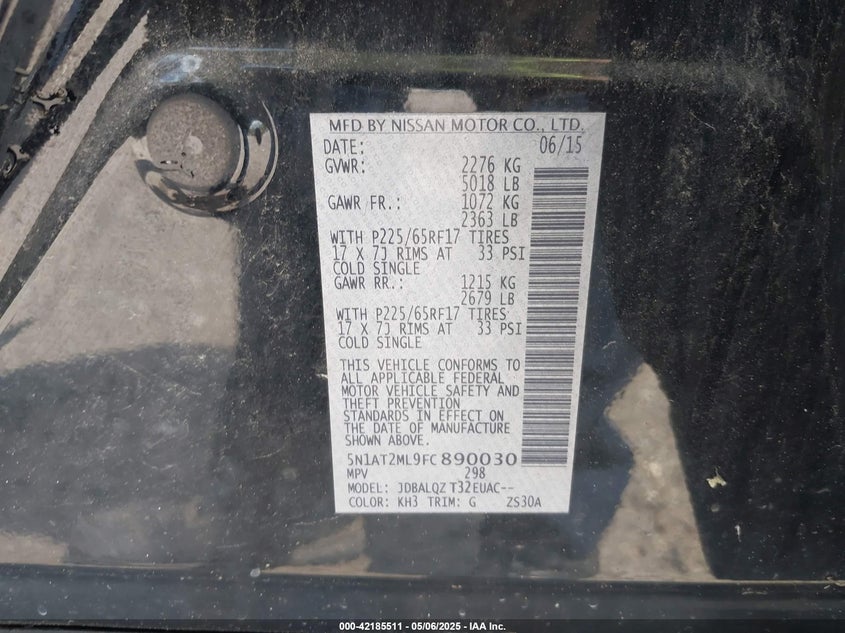 MFD BY NISSAN MOTOR CO., LTD.
DATE: 06/15
GVWR: 2276 KG
5018 LB
GAWR FR.: 1072 KG
2363 LB
WITH P225/65RF17 TIRES
17 X 7J RIMS AT 33 PSI
COLD SINGLE
GAWR RR.: 1215 KG
2679 LB
WITH P225/65RF17 TIRES
17 X 7J RIMS AT 33 PSI
COLD SINGLE
THIS VEHICLE CONFORMS TO
ALL APPLICABLE FEDERAL
MOTOR VEHICLE SAFETY AND
THEFT PREVENTION
STANDARDS IN EFFECT ON
THE DATE OF MANUFACTURE
SHOWN ABOVE.
5N1AT2ML9FC890030
MPV 298
MODEL: JDBALQZ T32EUAC--
COLOR: KH3 TRIM: G ZS30A
000-42185511 - 05/06/2025 - IAA Inc.